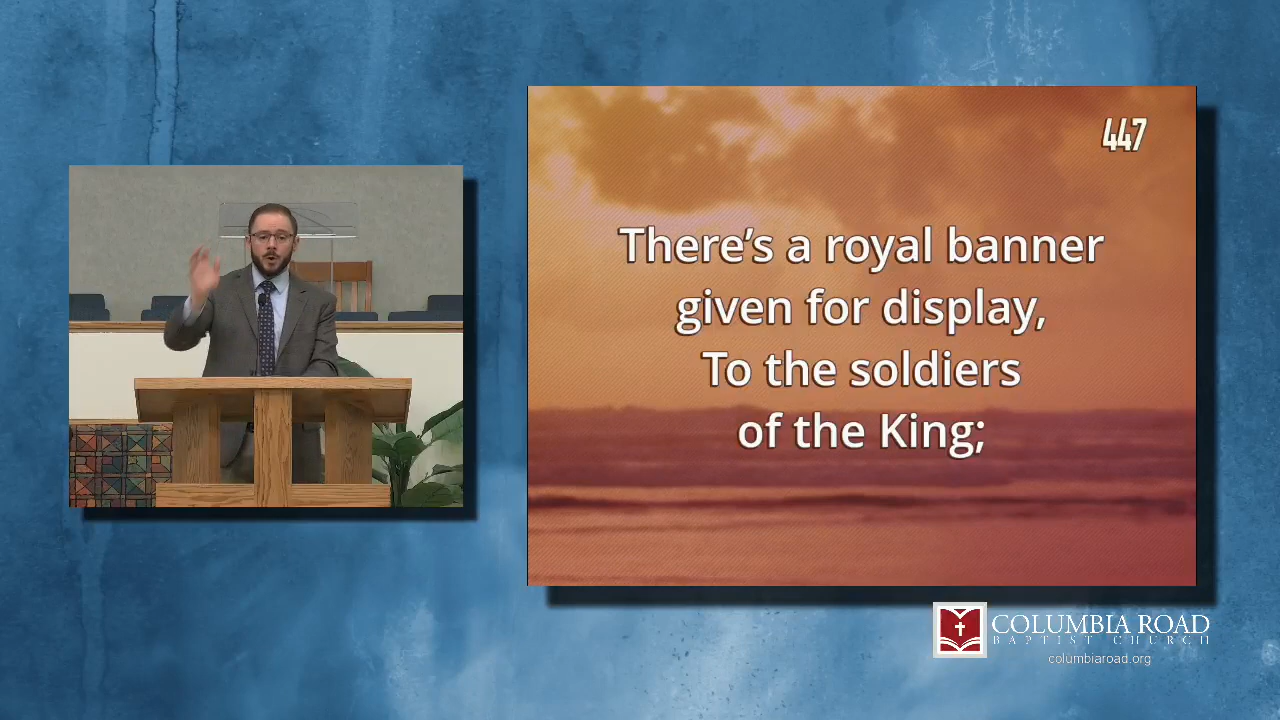 447
There's a royal banner
given for display,
To the soldiers
of the King;
COLUMBIA ROAD
BAPTIST CHURCH
columbiaroad.org